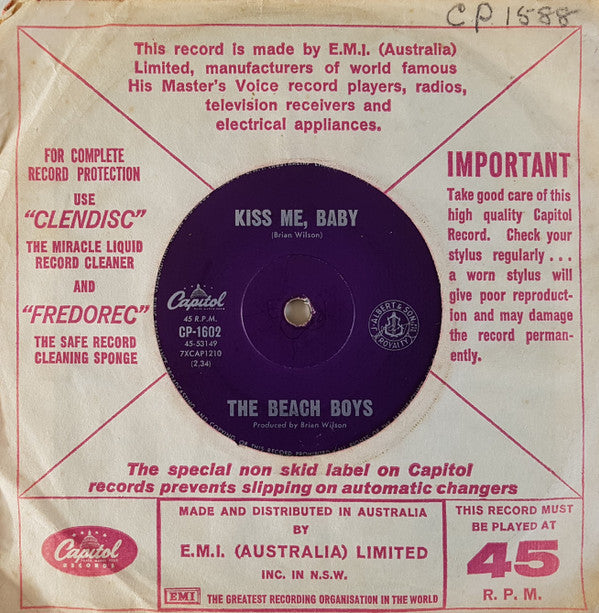 CP 1588
This record is made by E.M.I. (Australia)
Limited, manufacturers of world famous
His Master's Voice record players, radios,
television receivers and
electrical appliances.
FOR COMPLETE
RECORD PROTECTION
USE
"CLENDISC"
THE MIRACLE LIQUID
RECORD CLEANER
AND
"FREDOREC"
THE SAFE RECORD
CLEANING SPONGE
KISS ME, BABY
(Brian Wilson)
Capitol
45 R.P.M.
CP-1602
45-53149
7XCAP1210
(2.34)
J. ALBERT & SON
ROYALTY
THE BEACH BOYS
Produced by Brian Wilson
IMPORTANT
Take good care of this
high quality Capitol
Record. Check your
stylus regularly . . .
a worn stylus will
give poor reproduct-
ion and may damage
the record perman-
ently.
The special non skid label on Capitol
records prevents slipping on automatic changers
Capitol
RECORDS
MADE AND DISTRIBUTED IN AUSTRALIA
BY
E.M.I. (AUSTRALIA) LIMITED
INC. IN N.S.W.
EMI THE GREATEST RECORDING ORGANISATION IN THE WORLD
THIS RECORD MUST
BE PLAYED AT
45
R. P. M.